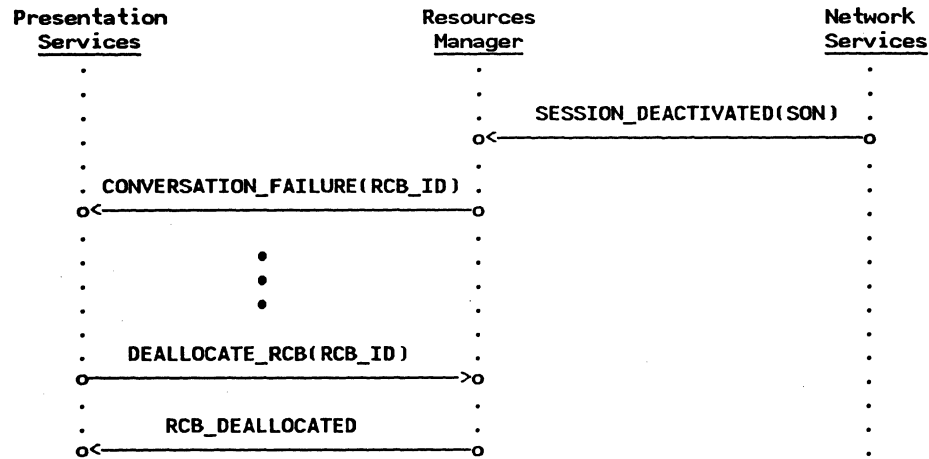 Presentation Services
Resources Manager
Network Services
SESSION_DEACTIVATED(SON)
CONVERSATION_FAILURE(RCB_ID)
DEALLOCATE_RCB(RCB_ID)
RCB_DEALLOCATED